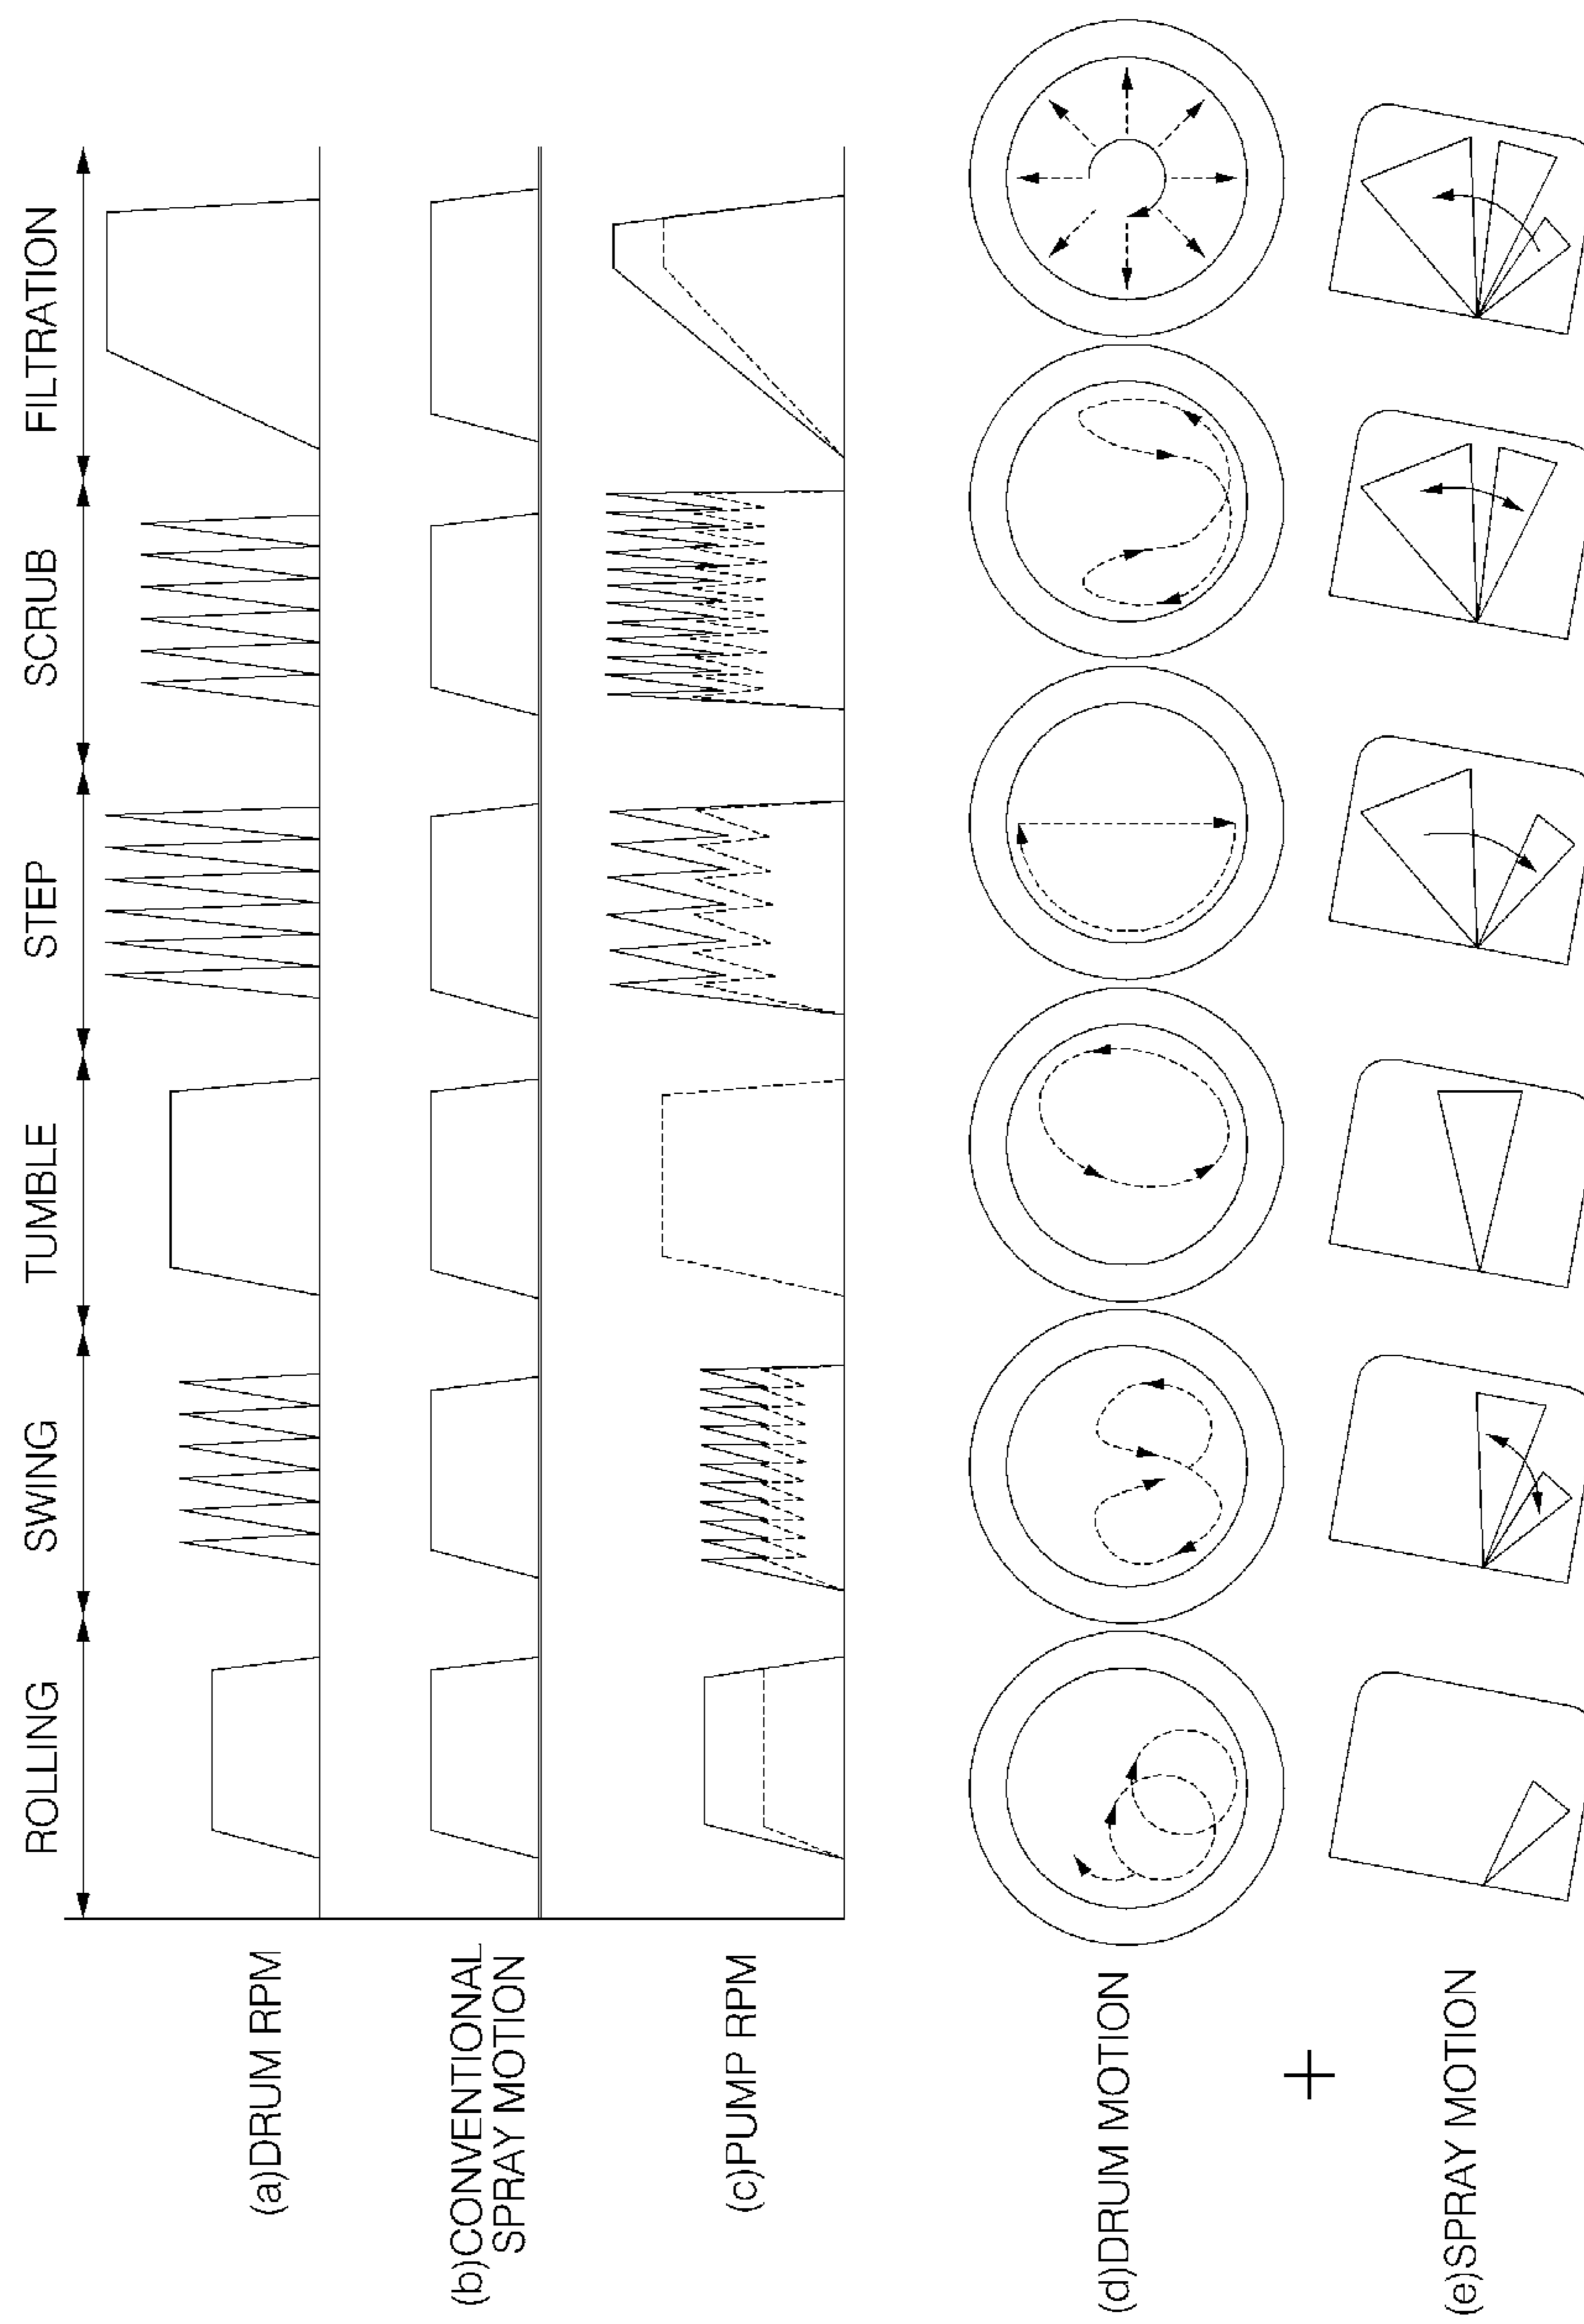 ROLLING
SWING
TUMBLE
STEP
SCRUB
FILTRATION
(a)DRUM RPM
(b)CONVENTIONAL
SPRAY MOTION
(c)PUMP RPM
(d)DRUM MOTION
+
(e)SPRAY MOTION